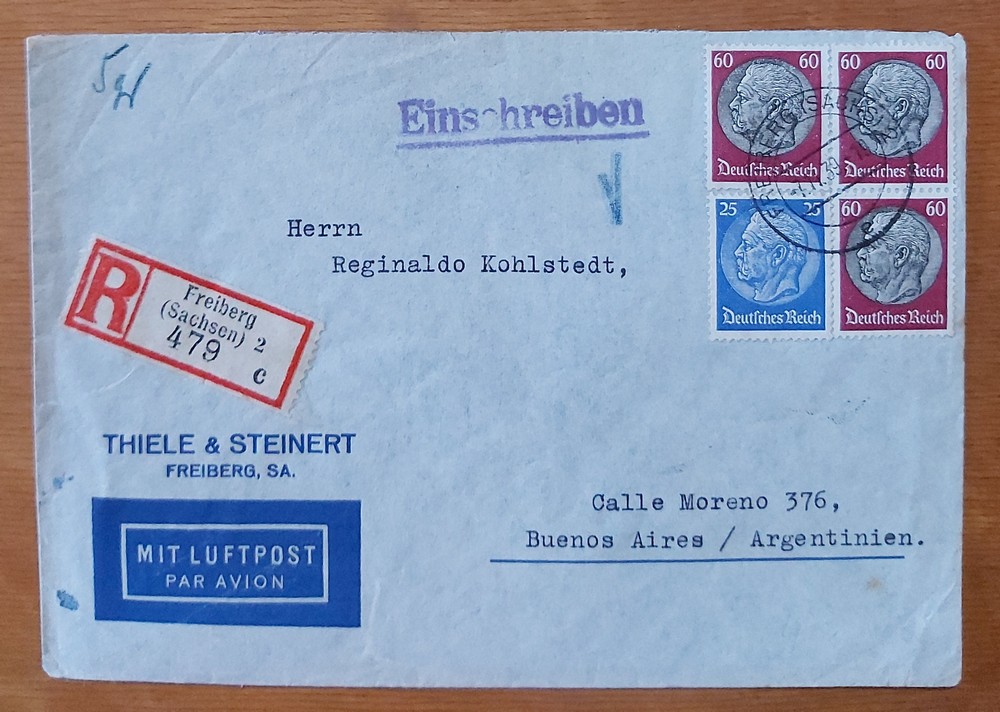 Einschreiben
60 60
Deutsches Reich
60 60
Deutsches Reich
25 25
Deutsches Reich
60 60
Deutsches Reich
Herrn
Reginaldo Kohlstedt,
R
Freiberg
(Sachsen) 2
479
c
THIELE & STEINERT
FREIBERG, SA.
MIT LUFTPOST
PAR AVION
Calle Moreno 376,
Buenos Aires / Argentinien.